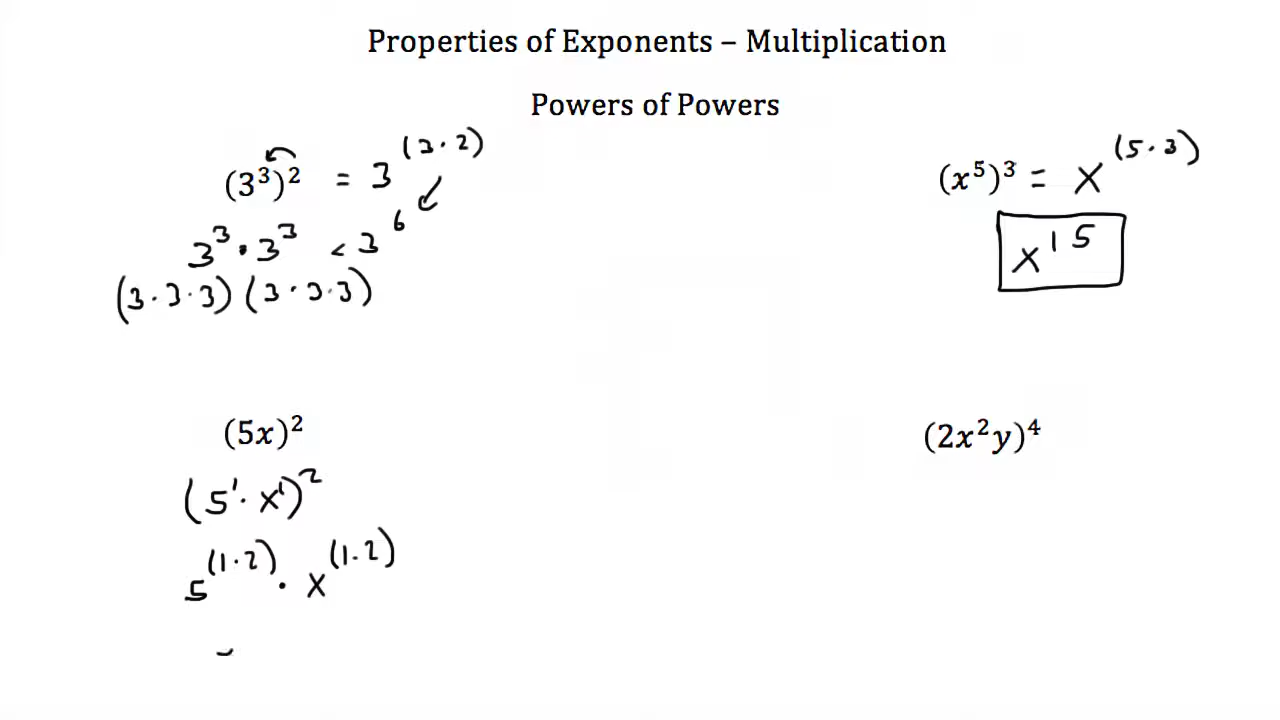 Properties of Exponents – Multiplication
Powers of Powers
(3³)² = 3^(3·2)
3³ · 3³ < 3⁶
(3·3·3)(3·3·3)
(x⁵)³ = x^(5·3)
x¹⁵
(5x)²
(5¹·x¹)²
5^(1·2) · x^(1·2)
(2x²y)⁴